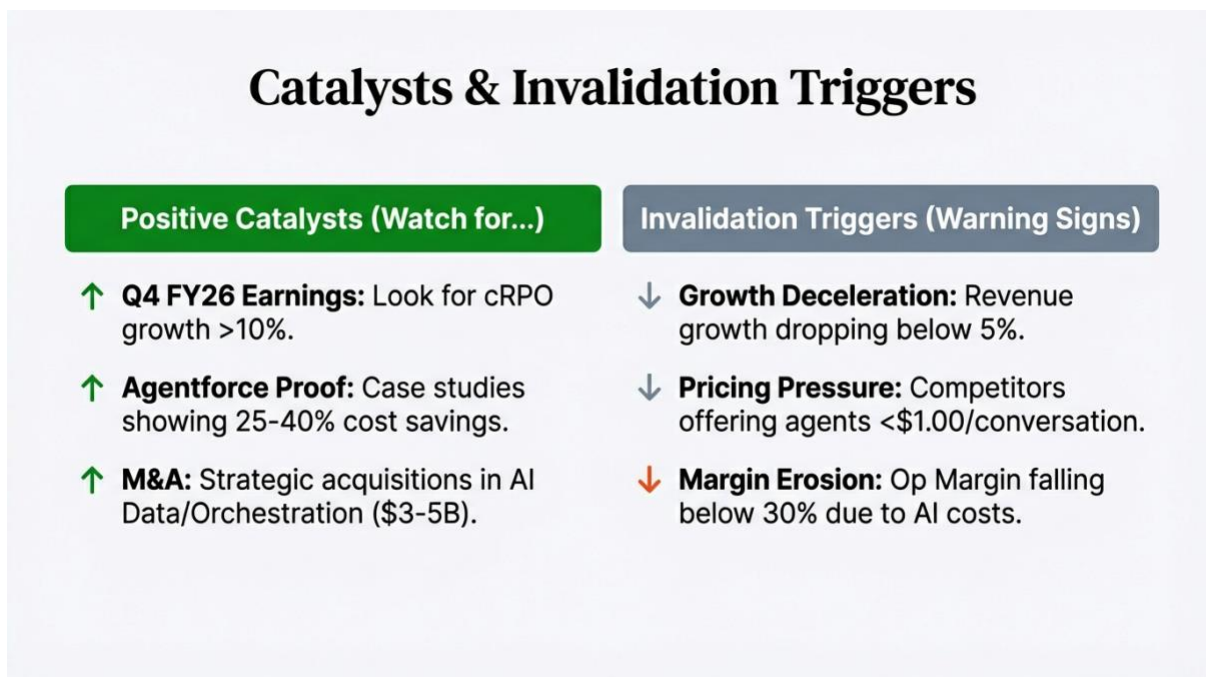 Catalysts & Invalidation Triggers
Positive Catalysts (Watch for...)
↑ Q4 FY26 Earnings: Look for cRPO
growth >10%.
↑ Agentforce Proof: Case studies
showing 25-40% cost savings.
↑ M&A: Strategic acquisitions in AI
Data/Orchestration ($3-5B).
Invalidation Triggers (Warning Signs)
↓ Growth Deceleration: Revenue
growth dropping below 5%.
↓ Pricing Pressure: Competitors
offering agents <$1.00/conversation.
↓ Margin Erosion: Op Margin falling
below 30% due to AI costs.